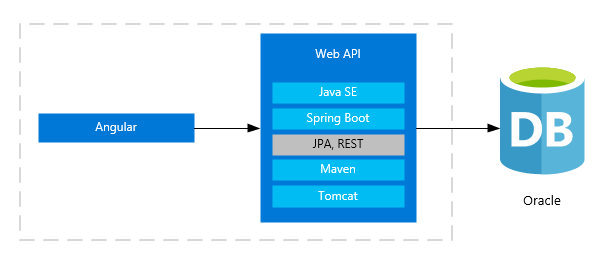 Web API
Java SE
Spring Boot
Angular
JPA, REST
Maven
Tomcat
DB
Oracle